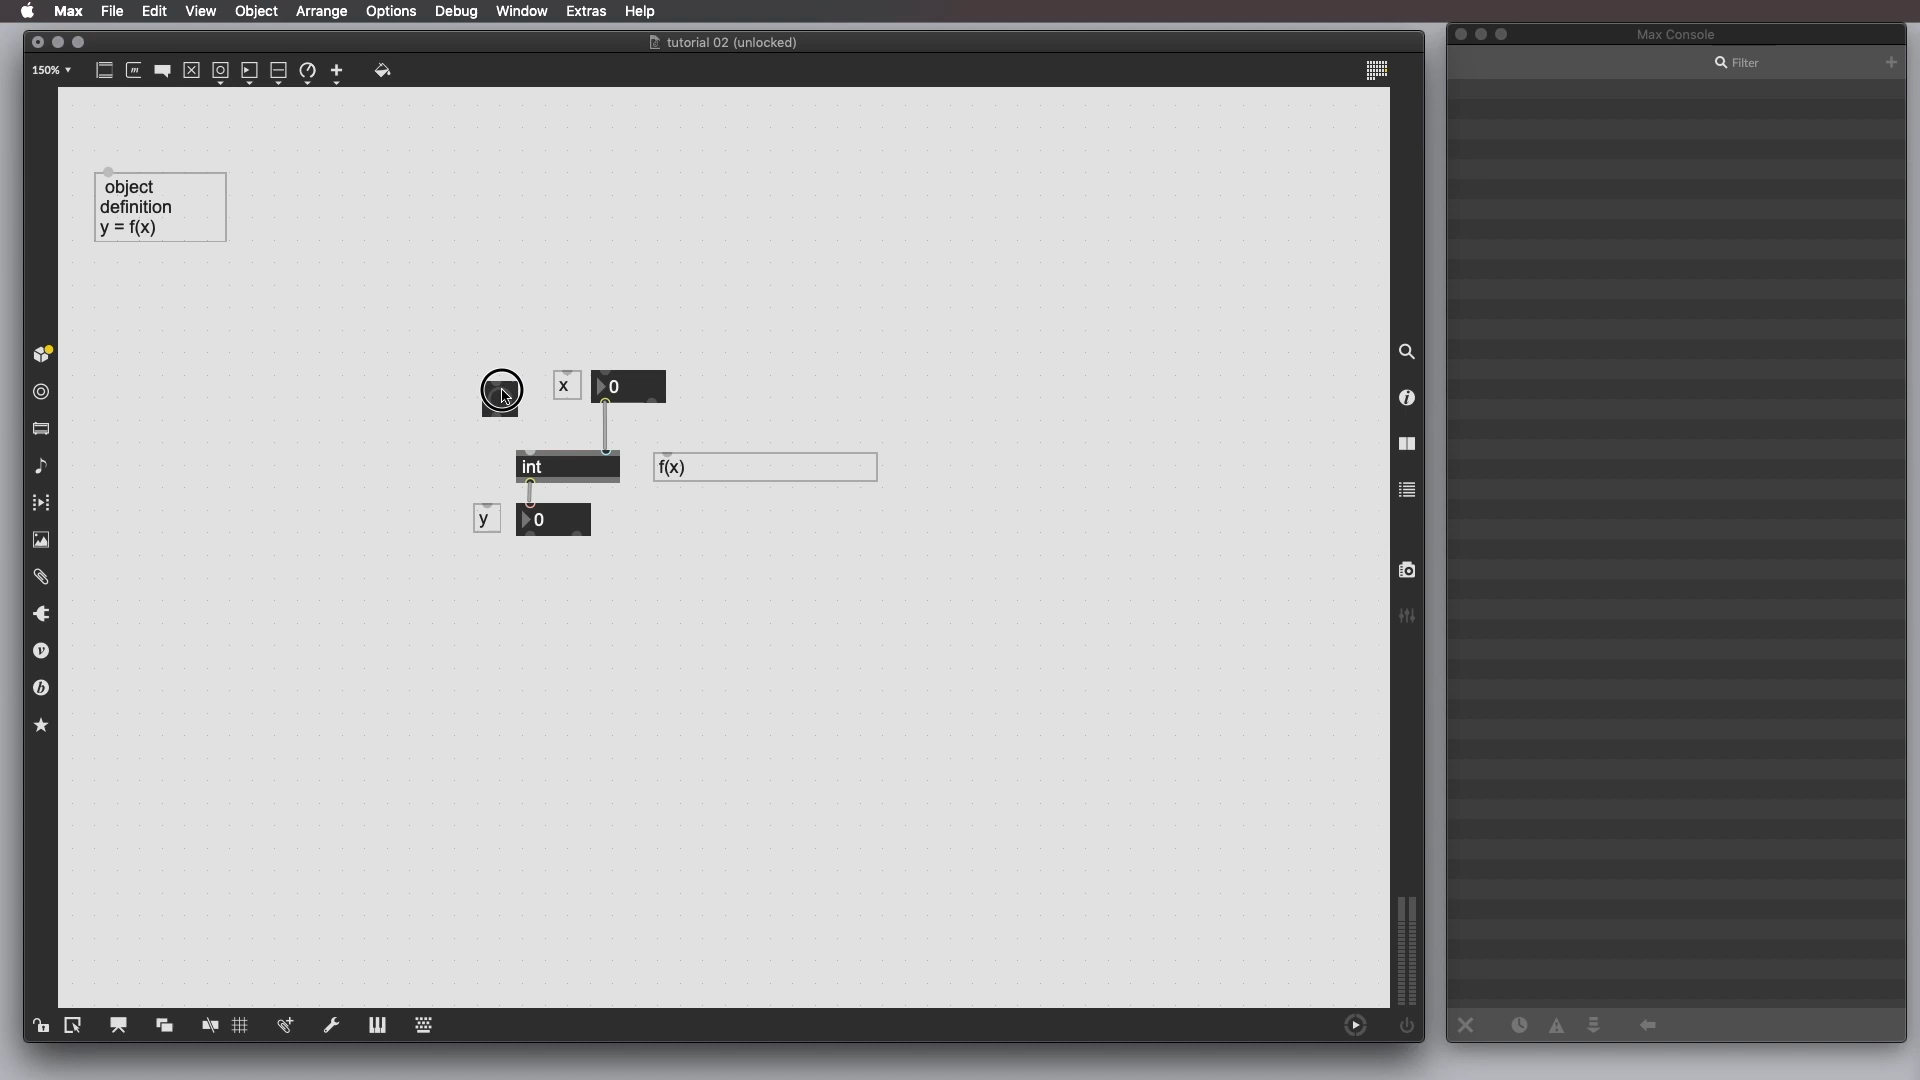 Max File Edit View Object Arrange Options Debug Window Extras Help
tutorial 02 (unlocked)
Max Console
150%
Filter
object
definition
y = f(x)
x
0
int
f(x)
y
0